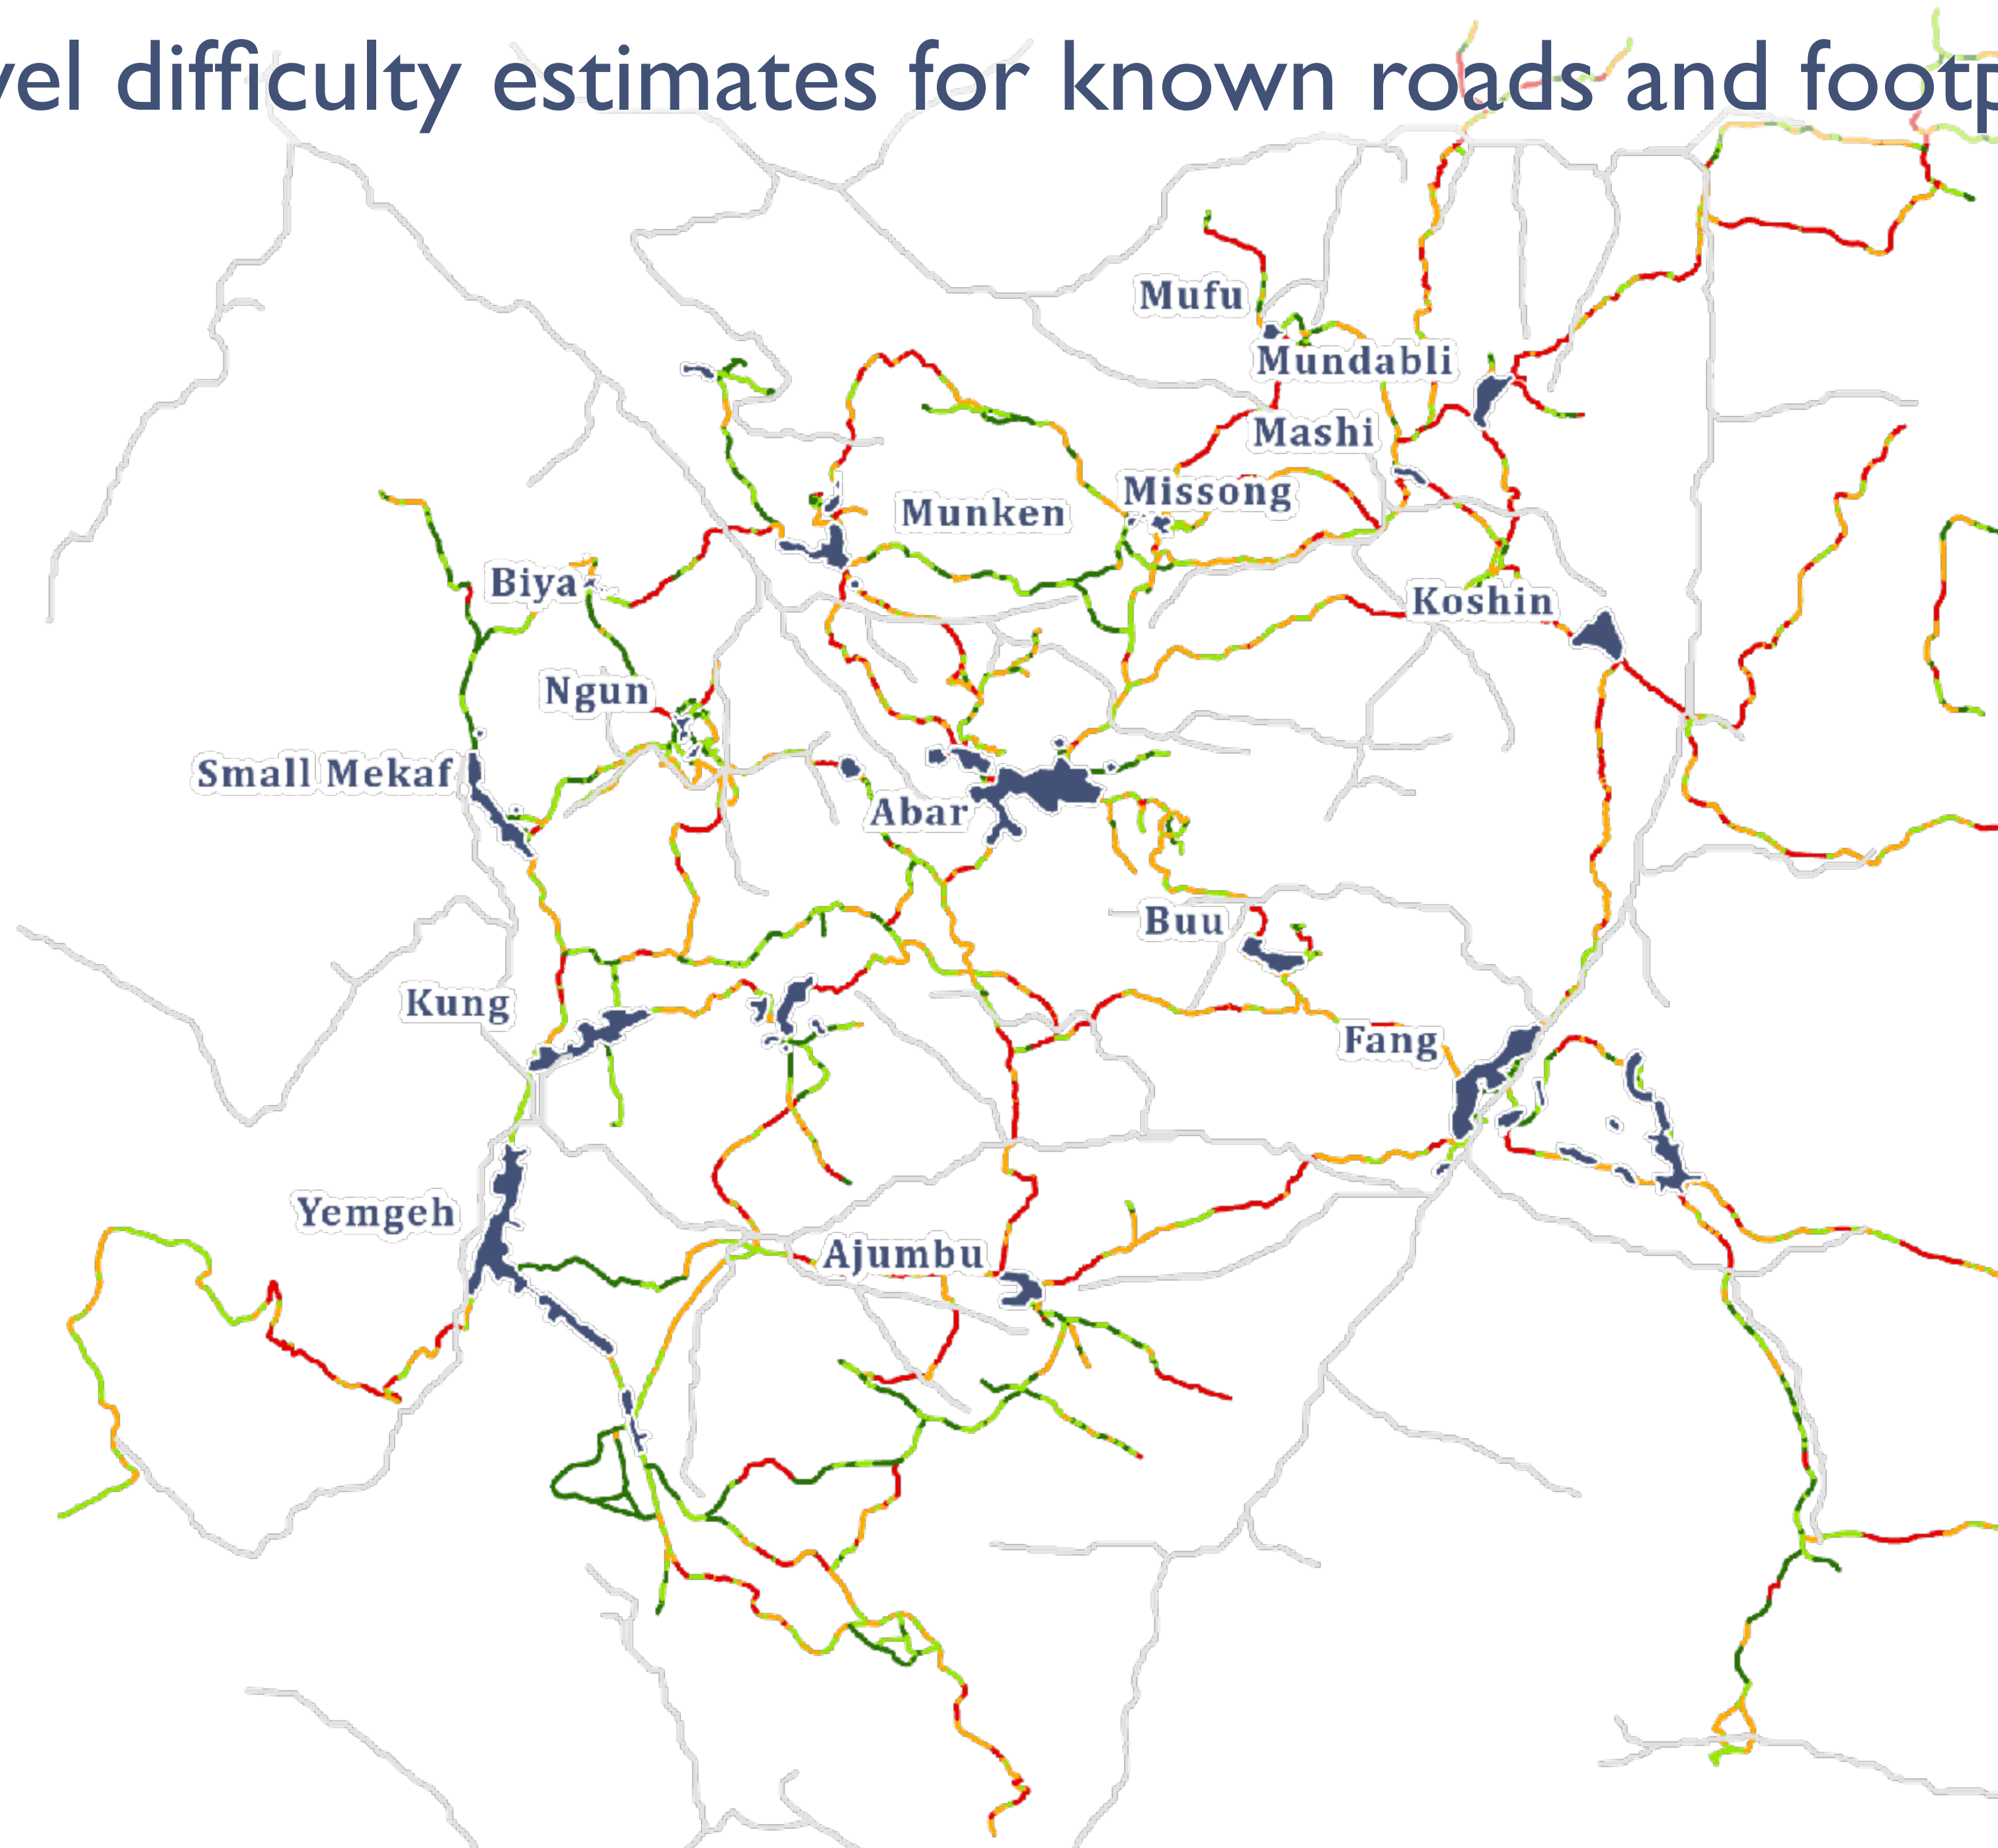 vel difficulty estimates for known roads and footp
Mufu
Mundabli
Mashi
Missong
Munken
Biya
Koshin
Ngun
Small Mekaf
Abar
Buu
Kung
Fang
Yemgeh
Ajumbu